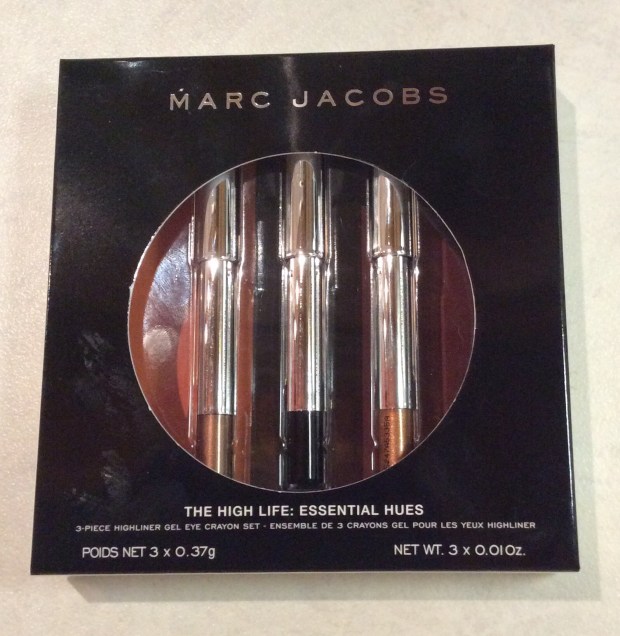 MARC JACOBS
THE HIGH LIFE: ESSENTIAL HUES
3-PIECE HIGHLINER GEL EYE CRAYON SET - ENSEMBLE DE 3 CRAYONS GEL POUR LES YEUX HIGHLINER
POIDS NET 3 x 0.37g NET WT. 3 x 0.01Oz.